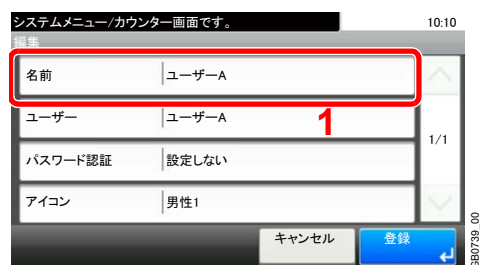 システムメニュー/カウンター画面です。 10:10
編集
名前 ユーザーA
ユーザー ユーザーA
1
1/1
パスワード認証 設定しない
アイコン 男性1
キャンセル 登録
GB0739_00